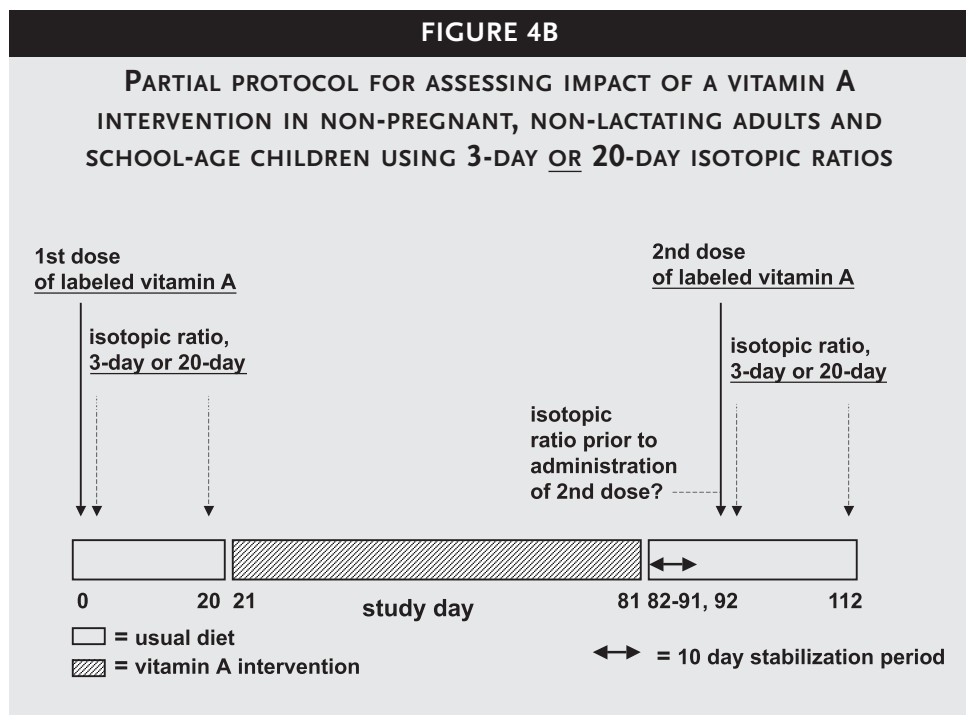 FIGURE 4B
PARTIAL PROTOCOL FOR ASSESSING IMPACT OF A VITAMIN A
INTERVENTION IN NON-PREGNANT, NON-LACTATING ADULTS AND
SCHOOL-AGE CHILDREN USING 3-DAY OR 20-DAY ISOTOPIC RATIOS
1st dose
of labeled vitamin A
isotopic ratio,
3-day or 20-day
2nd dose
of labeled vitamin A
isotopic ratio,
3-day or 20-day
isotopic
ratio prior to
administration
of 2nd dose?
0 20 21 study day 81 82-91, 92 112
= usual diet
= vitamin A intervention
= 10 day stabilization period